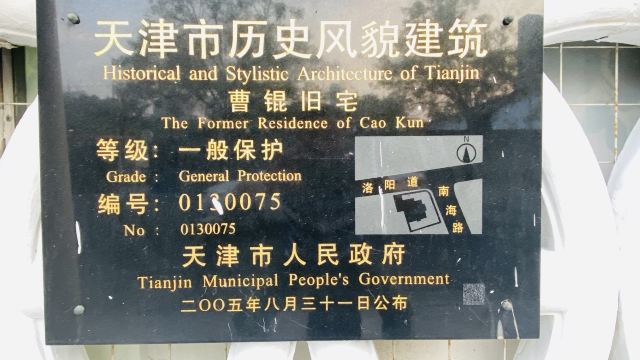 天津市历史风貌建筑
Historical and Stylistic Architecture of Tianjin
曹锟旧宅
The Former Residence of Cao Kun
等级：一般保护
Grade : General Protection
编号：0130075
No : 0130075
N
洛阳道
南海路
天津市人民政府
Tianjin Municipal People's Government
二〇〇五年八月三十一日公布